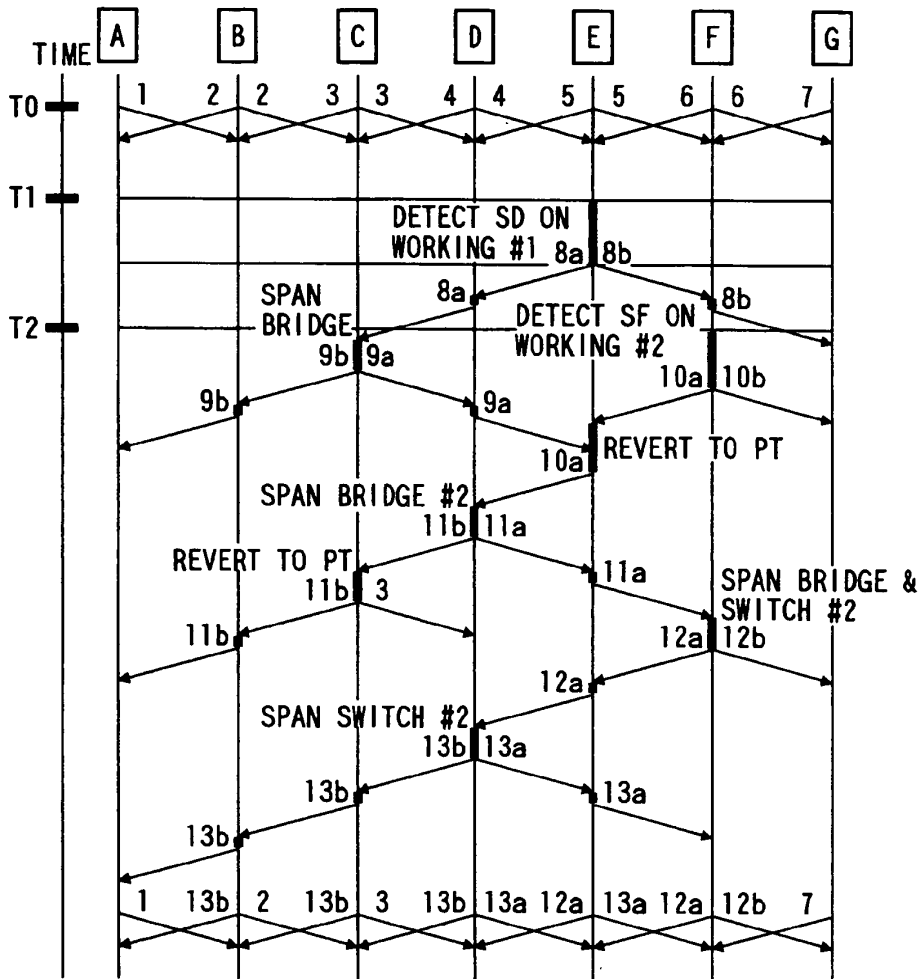 A B C D E F G
TIME
T0 1 2 2 3 3 4 4 5 5 6 6 7
T1
DETECT SD ON
WORKING #1
8a 8b
8a 8b
SPAN
BRIDGE
T2
DETECT SF ON
WORKING #2
9b 9a
10a 10b
9b 9a
REVERT TO PT
10a
SPAN BRIDGE #2
11b 11a
REVERT TO PT
11b 3
11a
SPAN BRIDGE &
SWITCH #2
11b
12a 12b
12a
SPAN SWITCH #2
13b 13a
13b 13a
13b
1 13b 2 13b 3 13b 13a 12a 13a 12a 12b 7